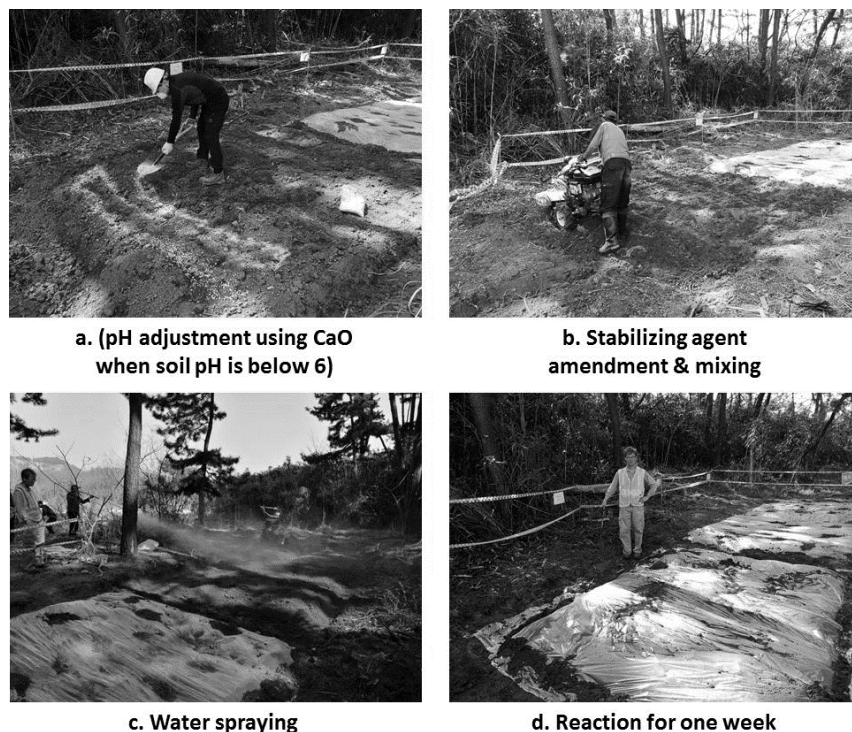 a. (pH adjustment using CaO
when soil pH is below 6)
b. Stabilizing agent
amendment & mixing
c. Water spraying
d. Reaction for one week